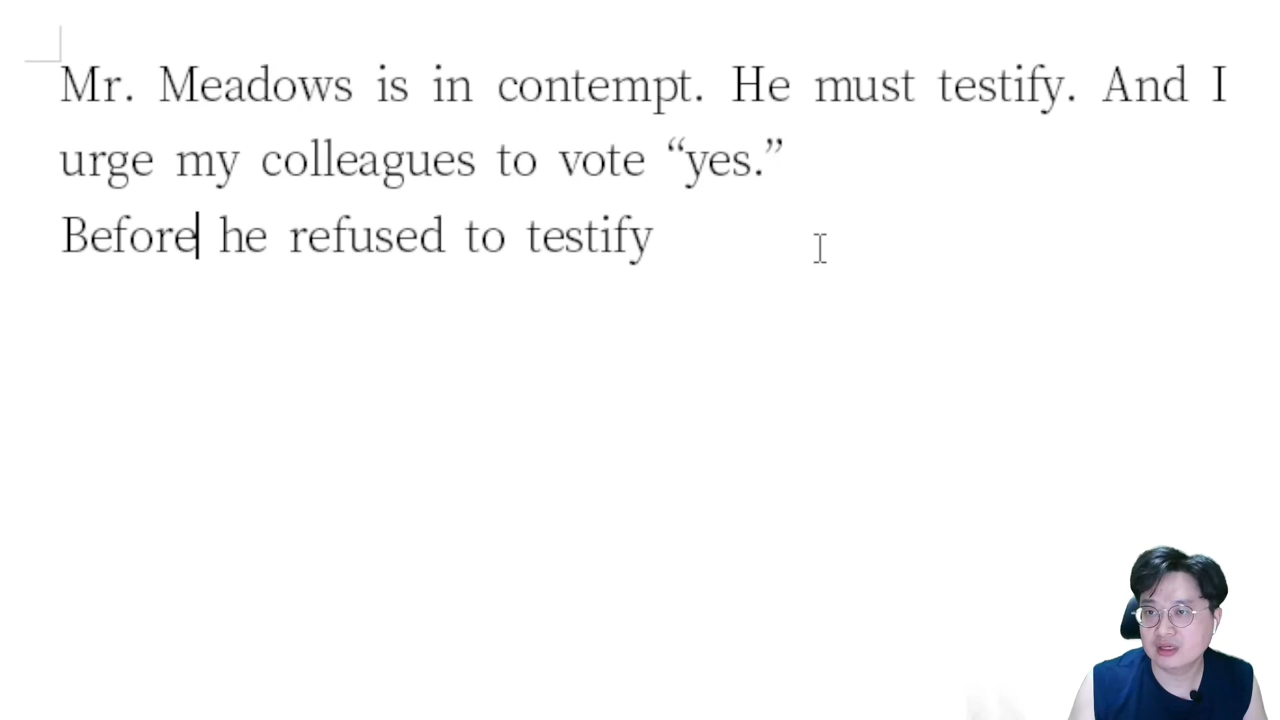 Mr. Meadows is in contempt. He must testify. And I
urge my colleagues to vote “yes.”
Before he refused to testify